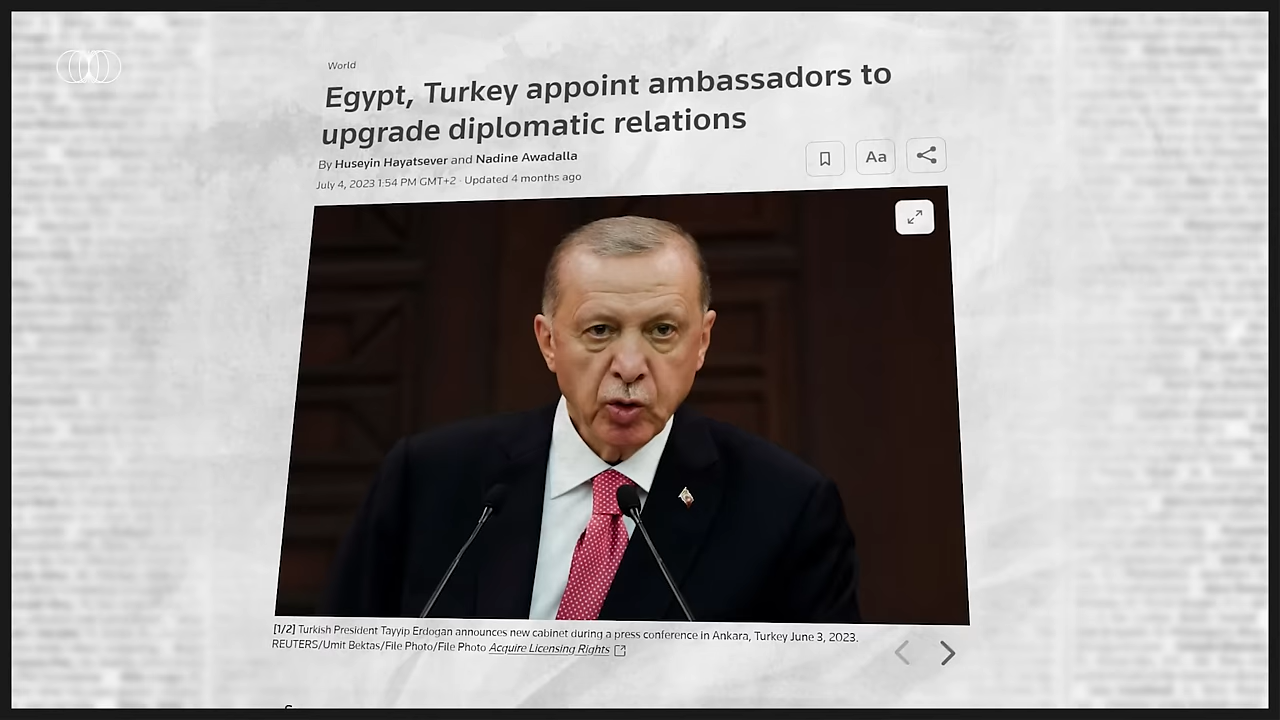 World
Egypt, Turkey appoint ambassadors to
upgrade diplomatic relations
By Huseyin Hayatsever and Nadine Awadalla
July 4, 2023 1:54 PM GMT+2 · Updated 4 months ago
Aa
[1/2] Turkish President Tayyip Erdogan announces new cabinet during a press conference in Ankara, Turkey June 3, 2023.
REUTERS/Umit Bektas/File Photo/File Photo Acquire Licensing Rights